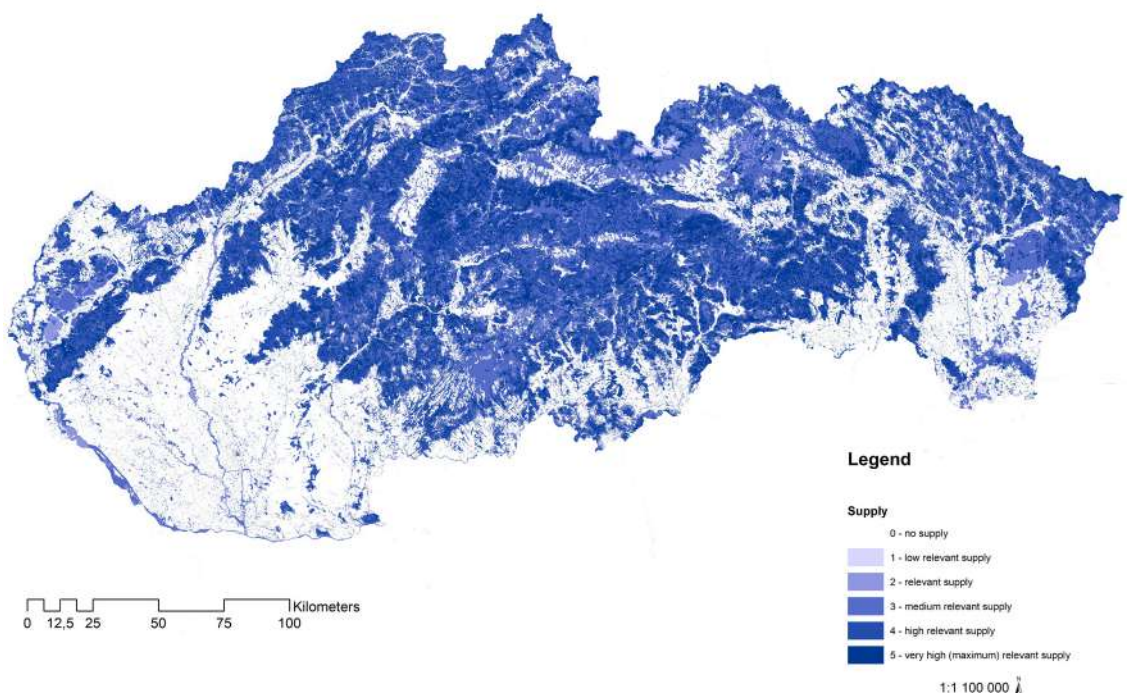 Legend
Supply
0 - no supply
1 - low relevant supply
2 - relevant supply
3 - medium relevant supply
4 - high relevant supply
5 - very high (maximum) relevant supply
Kilometers
0 12,5 25 50 75 100
1:1 100 000 N